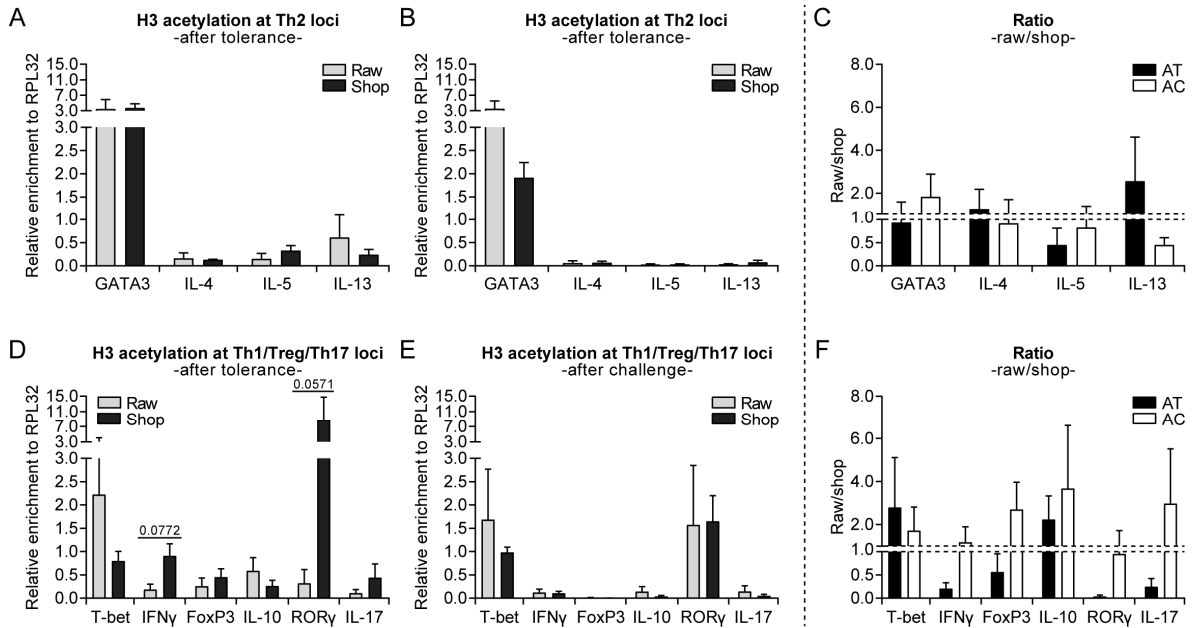 A
H3 acetylation at Th2 loci
-after tolerance-
Relative enrichment to RPL32
15.0
11.0
7.0
3.0
3.0
2.5
2.0
1.5
1.0
0.5
0.0
Raw
Shop
GATA3 IL-4 IL-5 IL-13
B
H3 acetylation at Th2 loci
-after tolerance-
Relative enrichment to RPL32
15.0
11.0
7.0
3.0
3.0
2.5
2.0
1.5
1.0
0.5
0.0
Raw
Shop
GATA3 IL-4 IL-5 IL-13
C
Ratio
-raw/shop-
Raw/shop
8.0
6.0
4.0
2.0
1.0
0.5
0.0
AT
AC
GATA3 IL-4 IL-5 IL-13
D
H3 acetylation at Th1/Treg/Th17 loci
-after tolerance-
Relative enrichment to RPL32
15.0
11.0
7.0
3.0
3.0
2.5
2.0
1.5
1.0
0.5
0.0
Raw
Shop
0.0772
0.0571
T-bet IFNγ FoxP3 IL-10 RORγ IL-17
E
H3 acetylation at Th1/Treg/Th17 loci
-after challenge-
Relative enrichment to RPL32
15.0
11.0
7.0
3.0
3.0
2.5
2.0
1.5
1.0
0.5
0.0
Raw
Shop
T-bet IFNγ FoxP3 IL-10 RORγ IL-17
F
Ratio
-raw/shop-
Raw/shop
8.0
6.0
4.0
2.0
1.0
0.5
0.0
AT
AC
T-bet IFNγ FoxP3 IL-10 RORγ IL-17